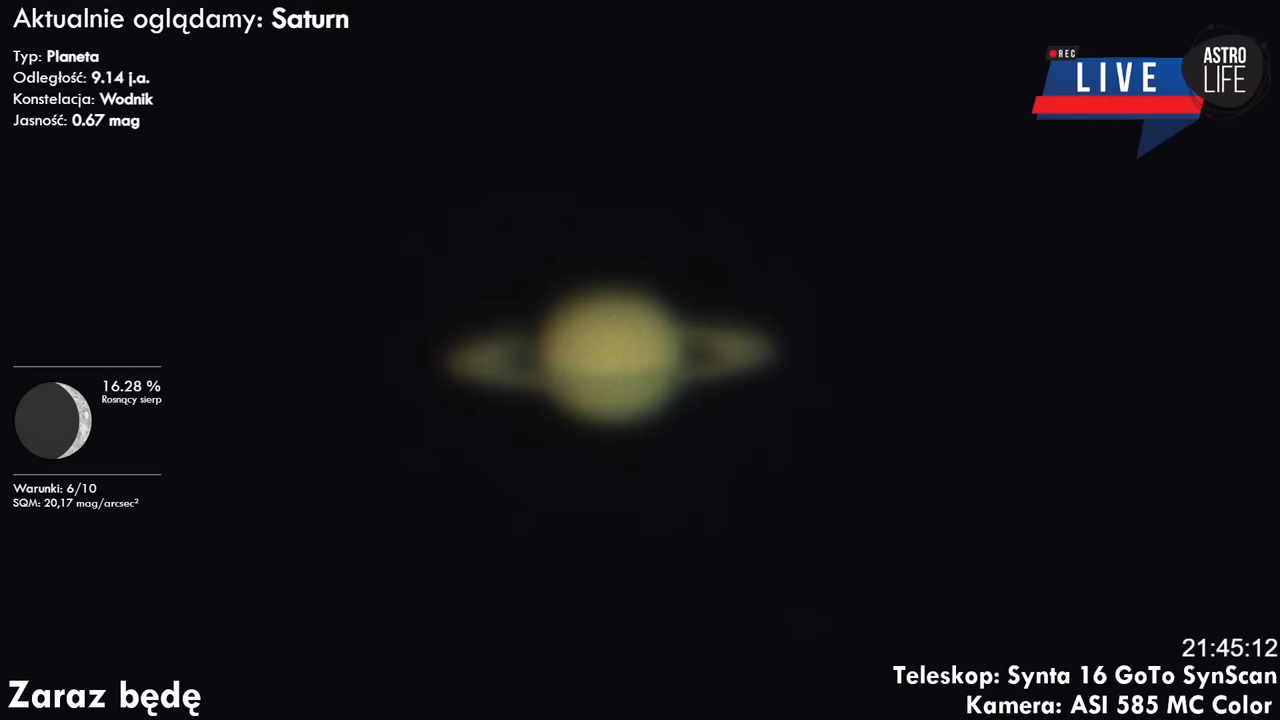 Aktualnie oglądamy: Saturn
Typ: Planeta
Odległość: 9.14 j.a.
Konstelacja: Wodnik
Jasność: 0.67 mag
REC
LIVE
ASTRO
LIFE
16.28 %
Rosnący sierp
Warunki: 6/10
SQM: 20,17 mag/arcsec²
21:45:12
Teleskop: Synta 16 GoTo SynScan
Kamera: ASI 585 MC Color
Zaraz będę